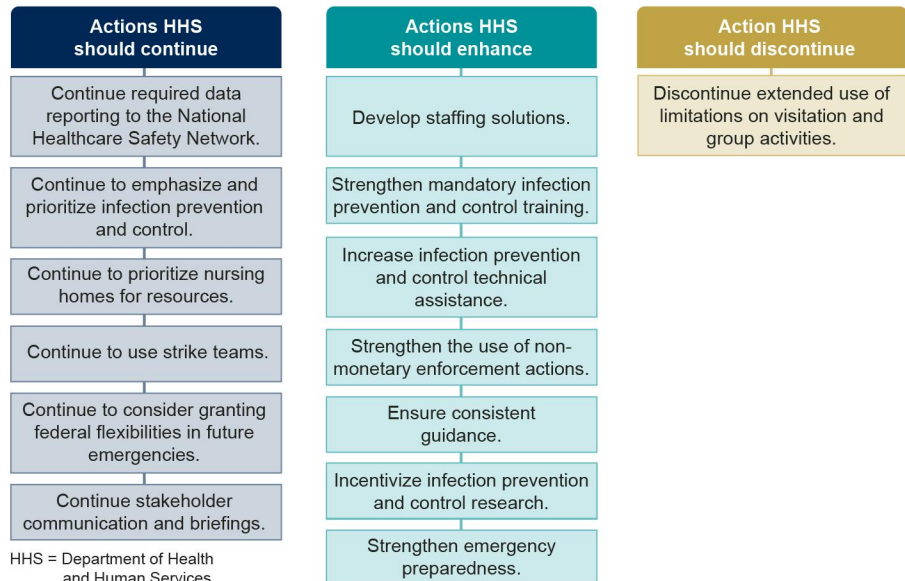 Actions HHS
should continue
Continue required data
reporting to the National
Healthcare Safety Network.
Continue to emphasize and
prioritize infection prevention
and control.
Continue to prioritize nursing
homes for resources.
Continue to use strike teams.
Continue to consider granting
federal flexibilities in future
emergencies.
Continue stakeholder
communication and briefings.
HHS = Department of Health
and Human Services
Actions HHS
should enhance
Develop staffing solutions.
Strengthen mandatory infection
prevention and control training.
Increase infection prevention
and control technical
assistance.
Strengthen the use of non-
monetary enforcement actions.
Ensure consistent
guidance.
Incentivize infection prevention
and control research.
Strengthen emergency
preparedness.
Action HHS
should discontinue
Discontinue extended use of
limitations on visitation and
group activities.